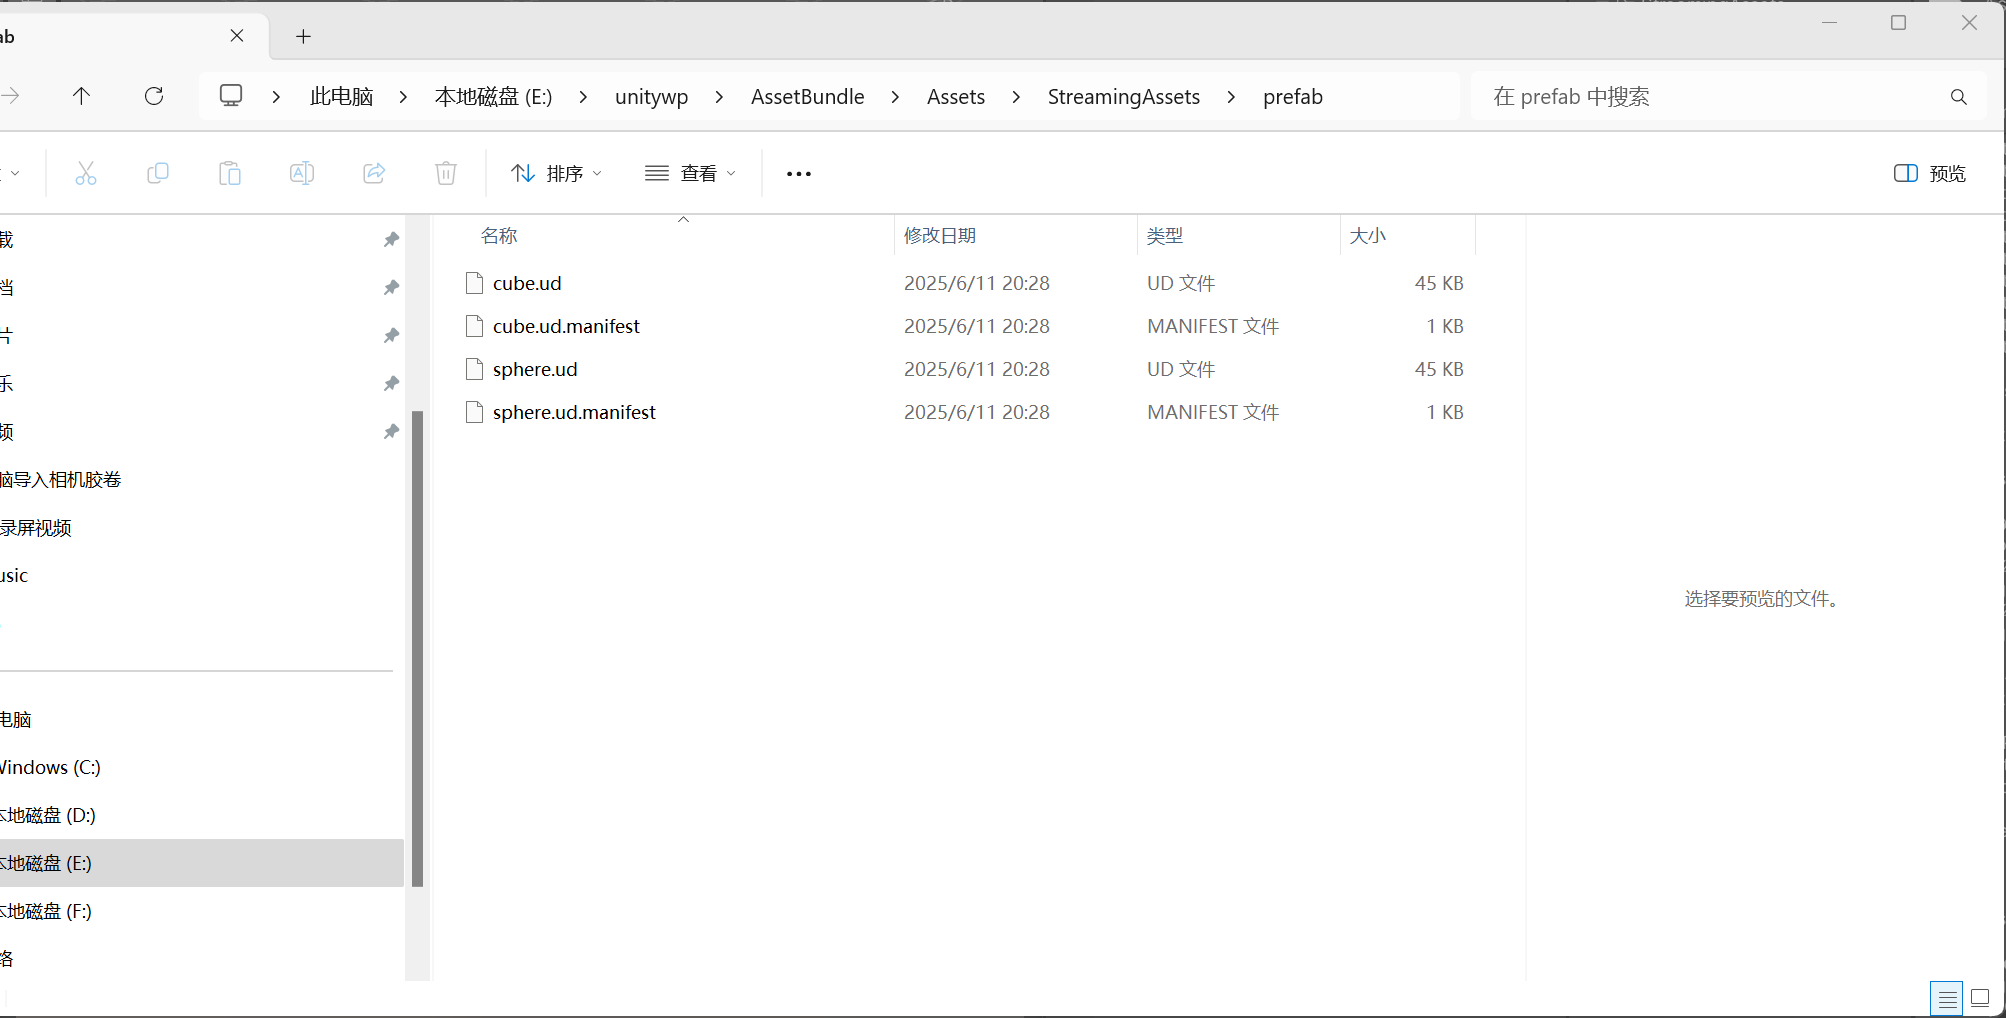 ab
此电脑 本地磁盘 (E:) unitywp AssetBundle Assets StreamingAssets prefab
在 prefab 中搜索
排序 查看 预览
载
档
片
乐
频
脑导入相机胶卷
录屏视频
usic
电脑
Windows (C:)
本地磁盘 (D:)
本地磁盘 (E:)
本地磁盘 (F:)
络
名称 修改日期 类型 大小
cube.ud 2025/6/11 20:28 UD 文件 45 KB
cube.ud.manifest 2025/6/11 20:28 MANIFEST 文件 1 KB
sphere.ud 2025/6/11 20:28 UD 文件 45 KB
sphere.ud.manifest 2025/6/11 20:28 MANIFEST 文件 1 KB
选择要预览的文件。